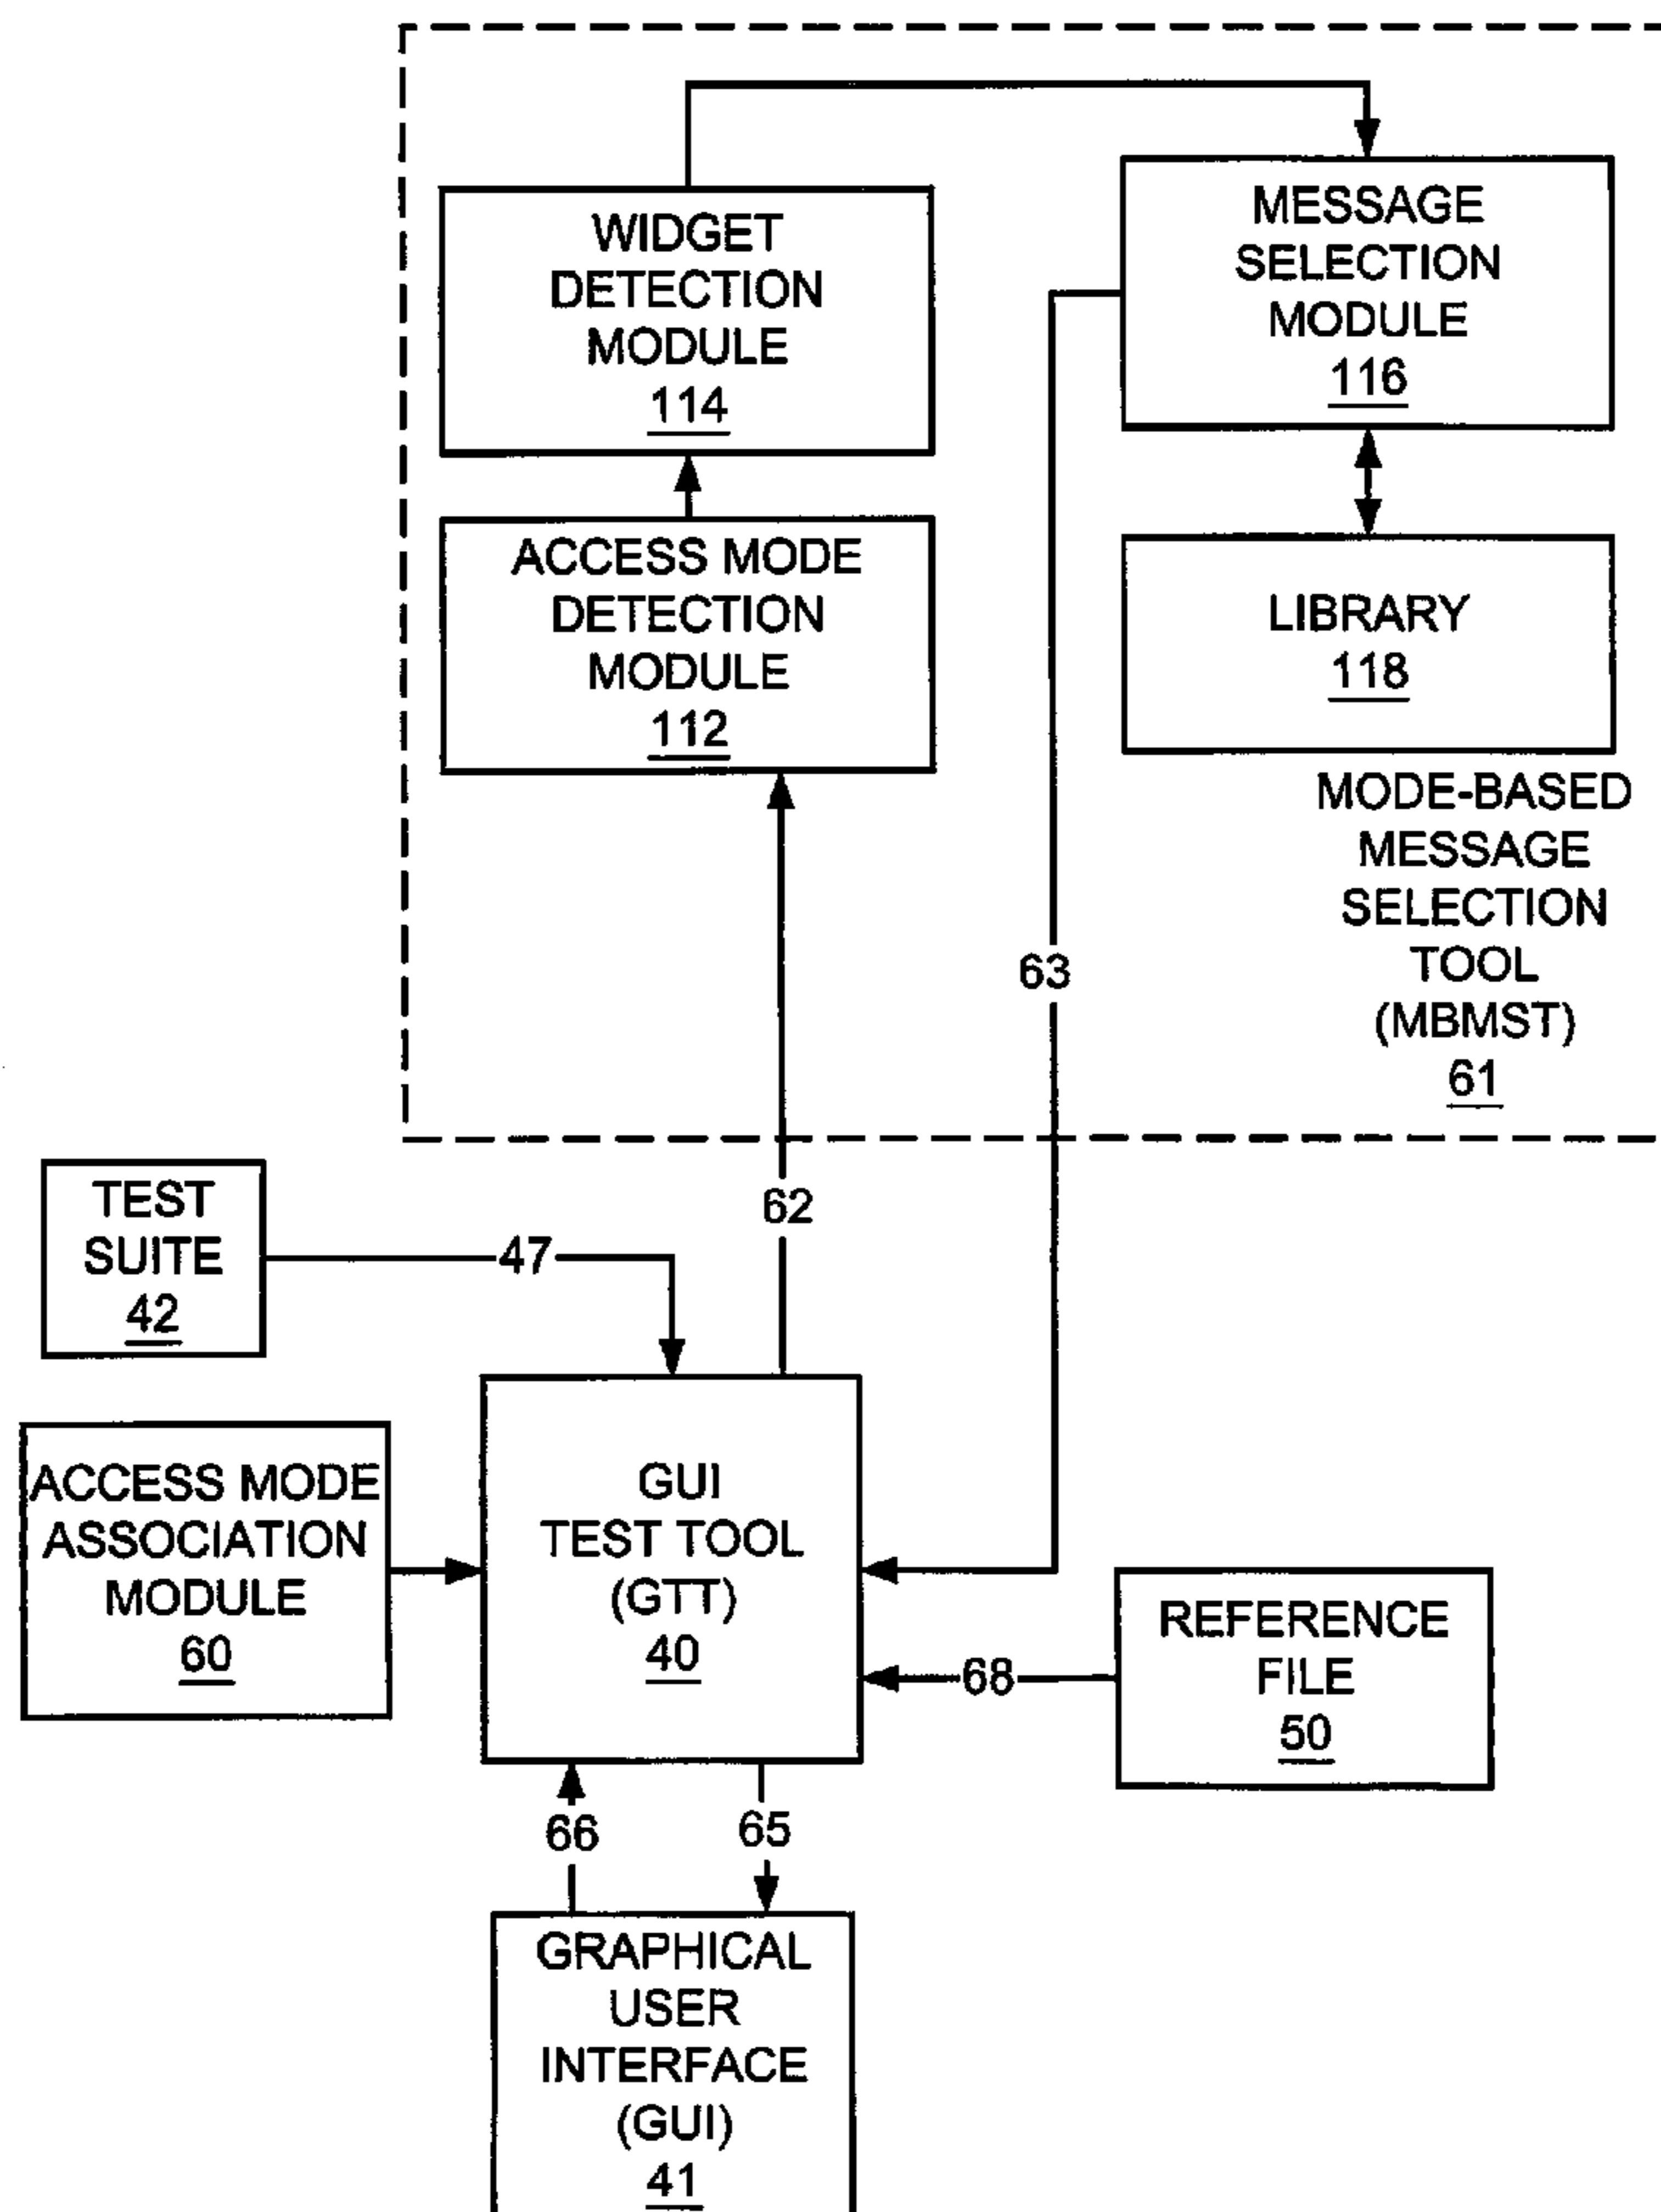 WIDGET
DETECTION
MODULE
114
MESSAGE
SELECTION
MODULE
116
ACCESS MODE
DETECTION
MODULE
112
LIBRARY
118
MODE-BASED
MESSAGE
SELECTION
TOOL
(MBMST)
61
63
62
TEST
SUITE
42
47
ACCESS MODE
ASSOCIATION
MODULE
60
GUI
TEST TOOL
(GTT)
40
REFERENCE
FILE
50
68
66
65
GRAPHICAL
USER
INTERFACE
(GUI)
41